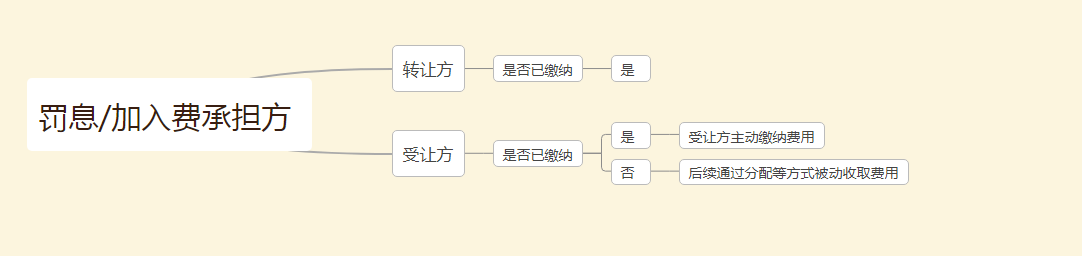 罚息/加入费承担方
转让方
是否已缴纳
是
受让方
是否已缴纳
是
受让方主动缴纳费用
否
后续通过分配等方式被动收取费用